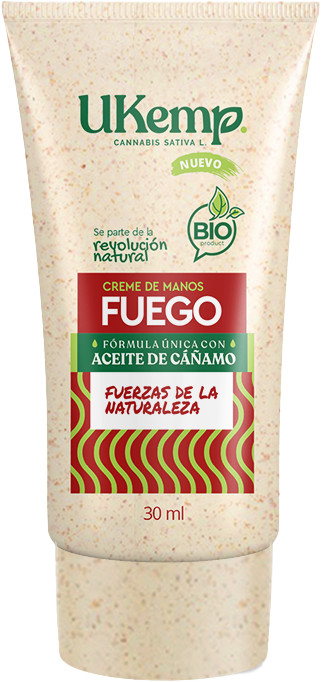 UKemp.
CANNABIS SATIVA L.
NUEVO
BIO
product
Se parte de la
revolución
natural
CREME DE MANOS
FUEGO
FÓRMULA ÚNICA CON
ACEITE DE CÁÑAMO
FUERZAS DE LA
NATURALEZA
30 ml